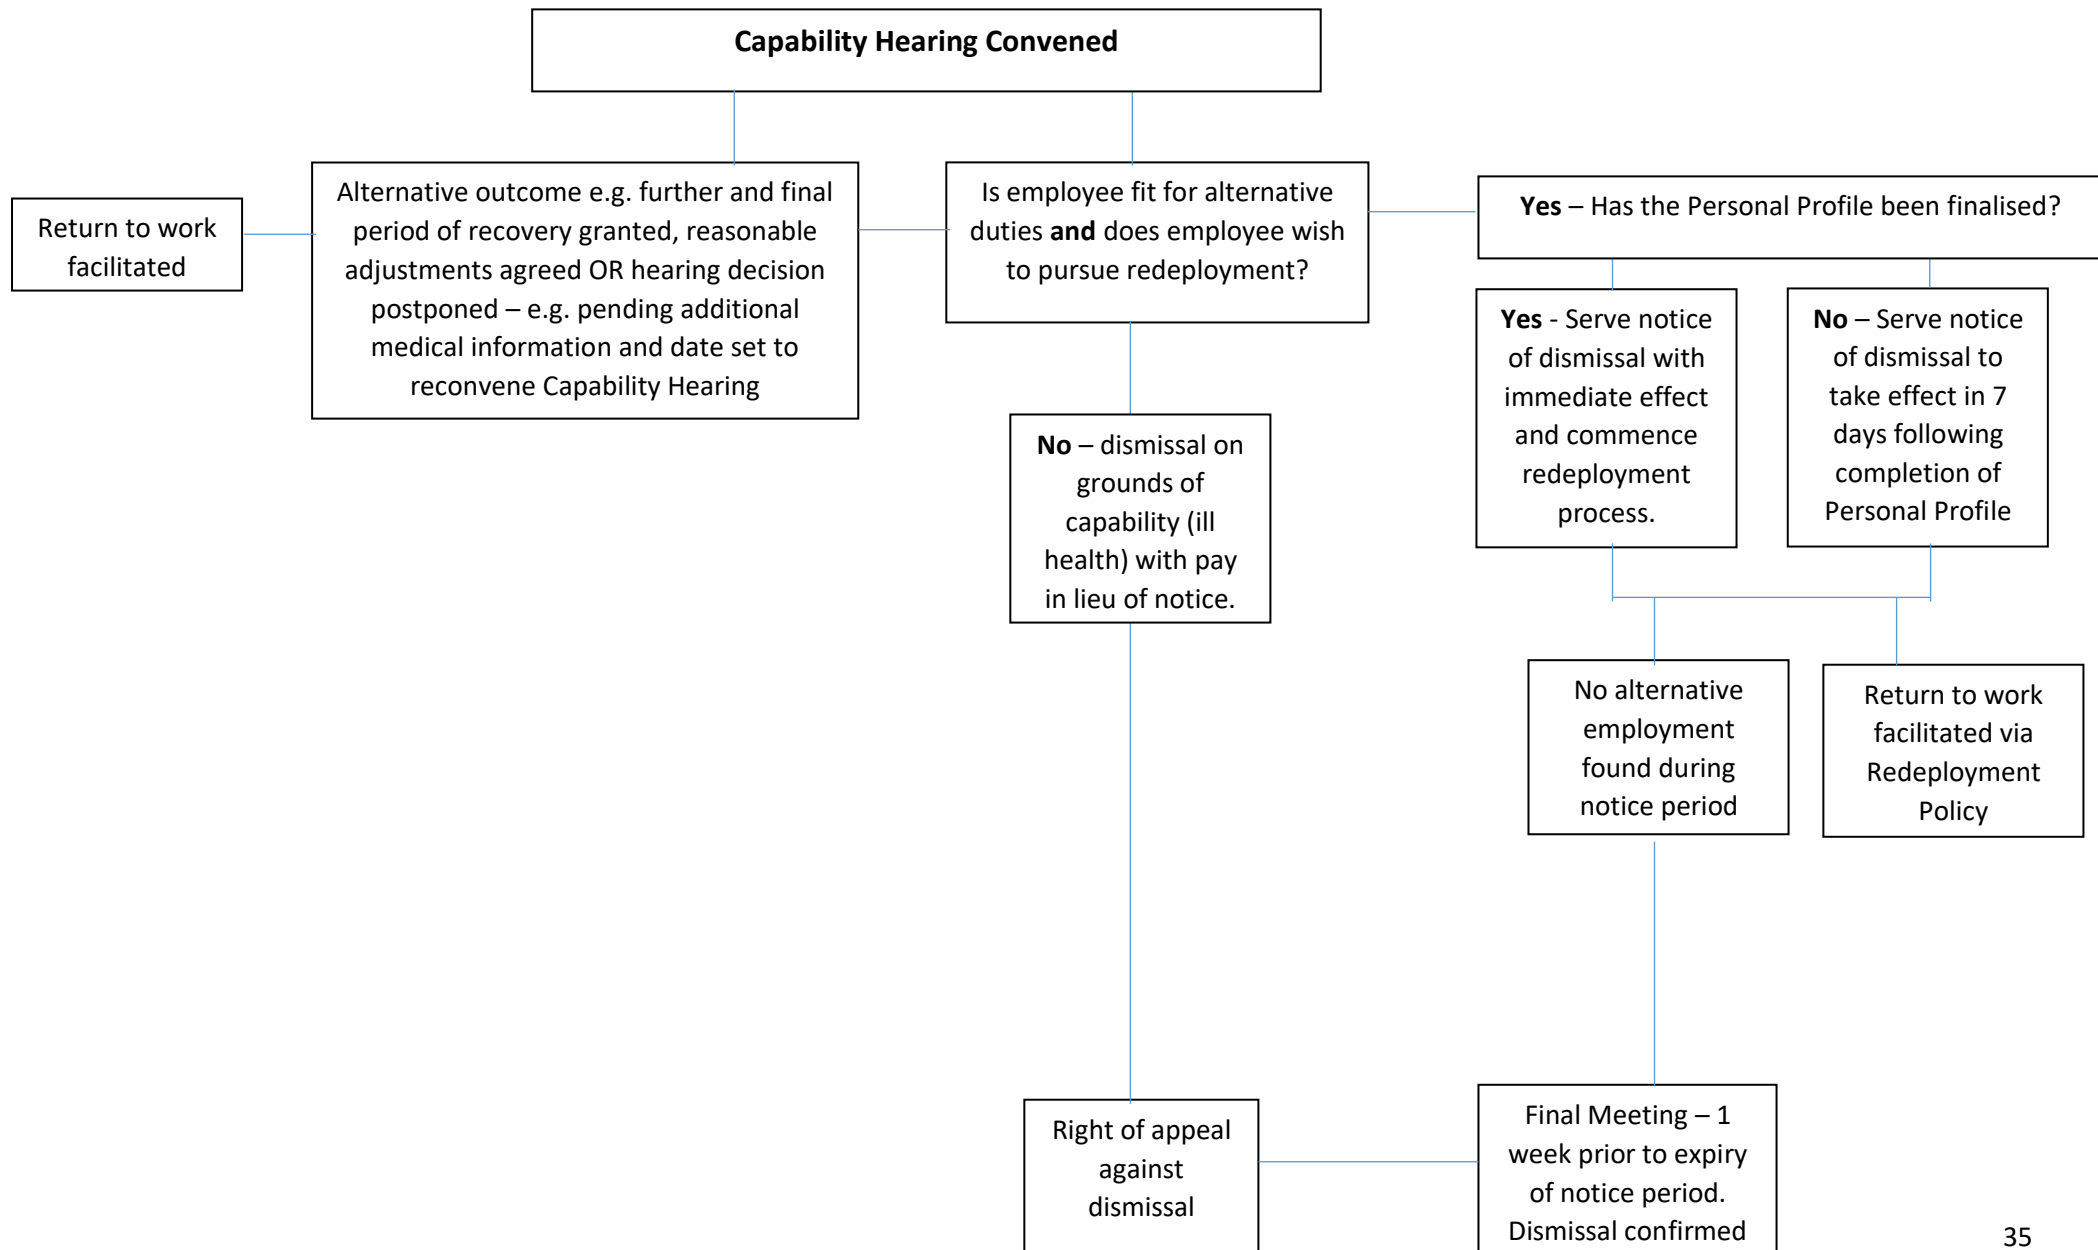 Capability Hearing Convened
Return to work
facilitated
Alternative outcome e.g. further and final
period of recovery granted, reasonable
adjustments agreed OR hearing decision
postponed – e.g. pending additional
medical information and date set to
reconvene Capability Hearing
Is employee fit for alternative
duties and does employee wish
to pursue redeployment?
Yes – Has the Personal Profile been finalised?
Yes - Serve notice
of dismissal with
immediate effect
and commence
redeployment
process.
No – Serve notice
of dismissal to
take effect in 7
days following
completion of
Personal Profile
No – dismissal on
grounds of
capability (ill
health) with pay
in lieu of notice.
No alternative
employment
found during
notice period
Return to work
facilitated via
Redeployment
Policy
Right of appeal
against
dismissal
Final Meeting – 1
week prior to expiry
of notice period.
Dismissal confirmed
35